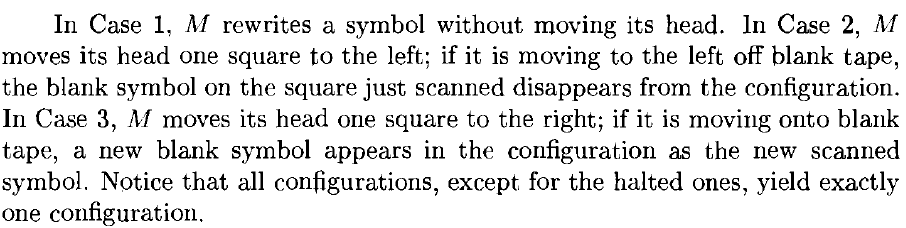 In Case 1, M rewrites a symbol without moving its head. In Case 2, M
moves its head one square to the left; if it is moving to the left off blank tape,
the blank symbol on the square just scanned disappears from the configuration.
In Case 3, M moves its head one square to the right; if it is moving onto blank
tape, a new blank symbol appears in the configuration as the new scanned
symbol. Notice that all configurations, except for the halted ones, yield exactly
one configuration.